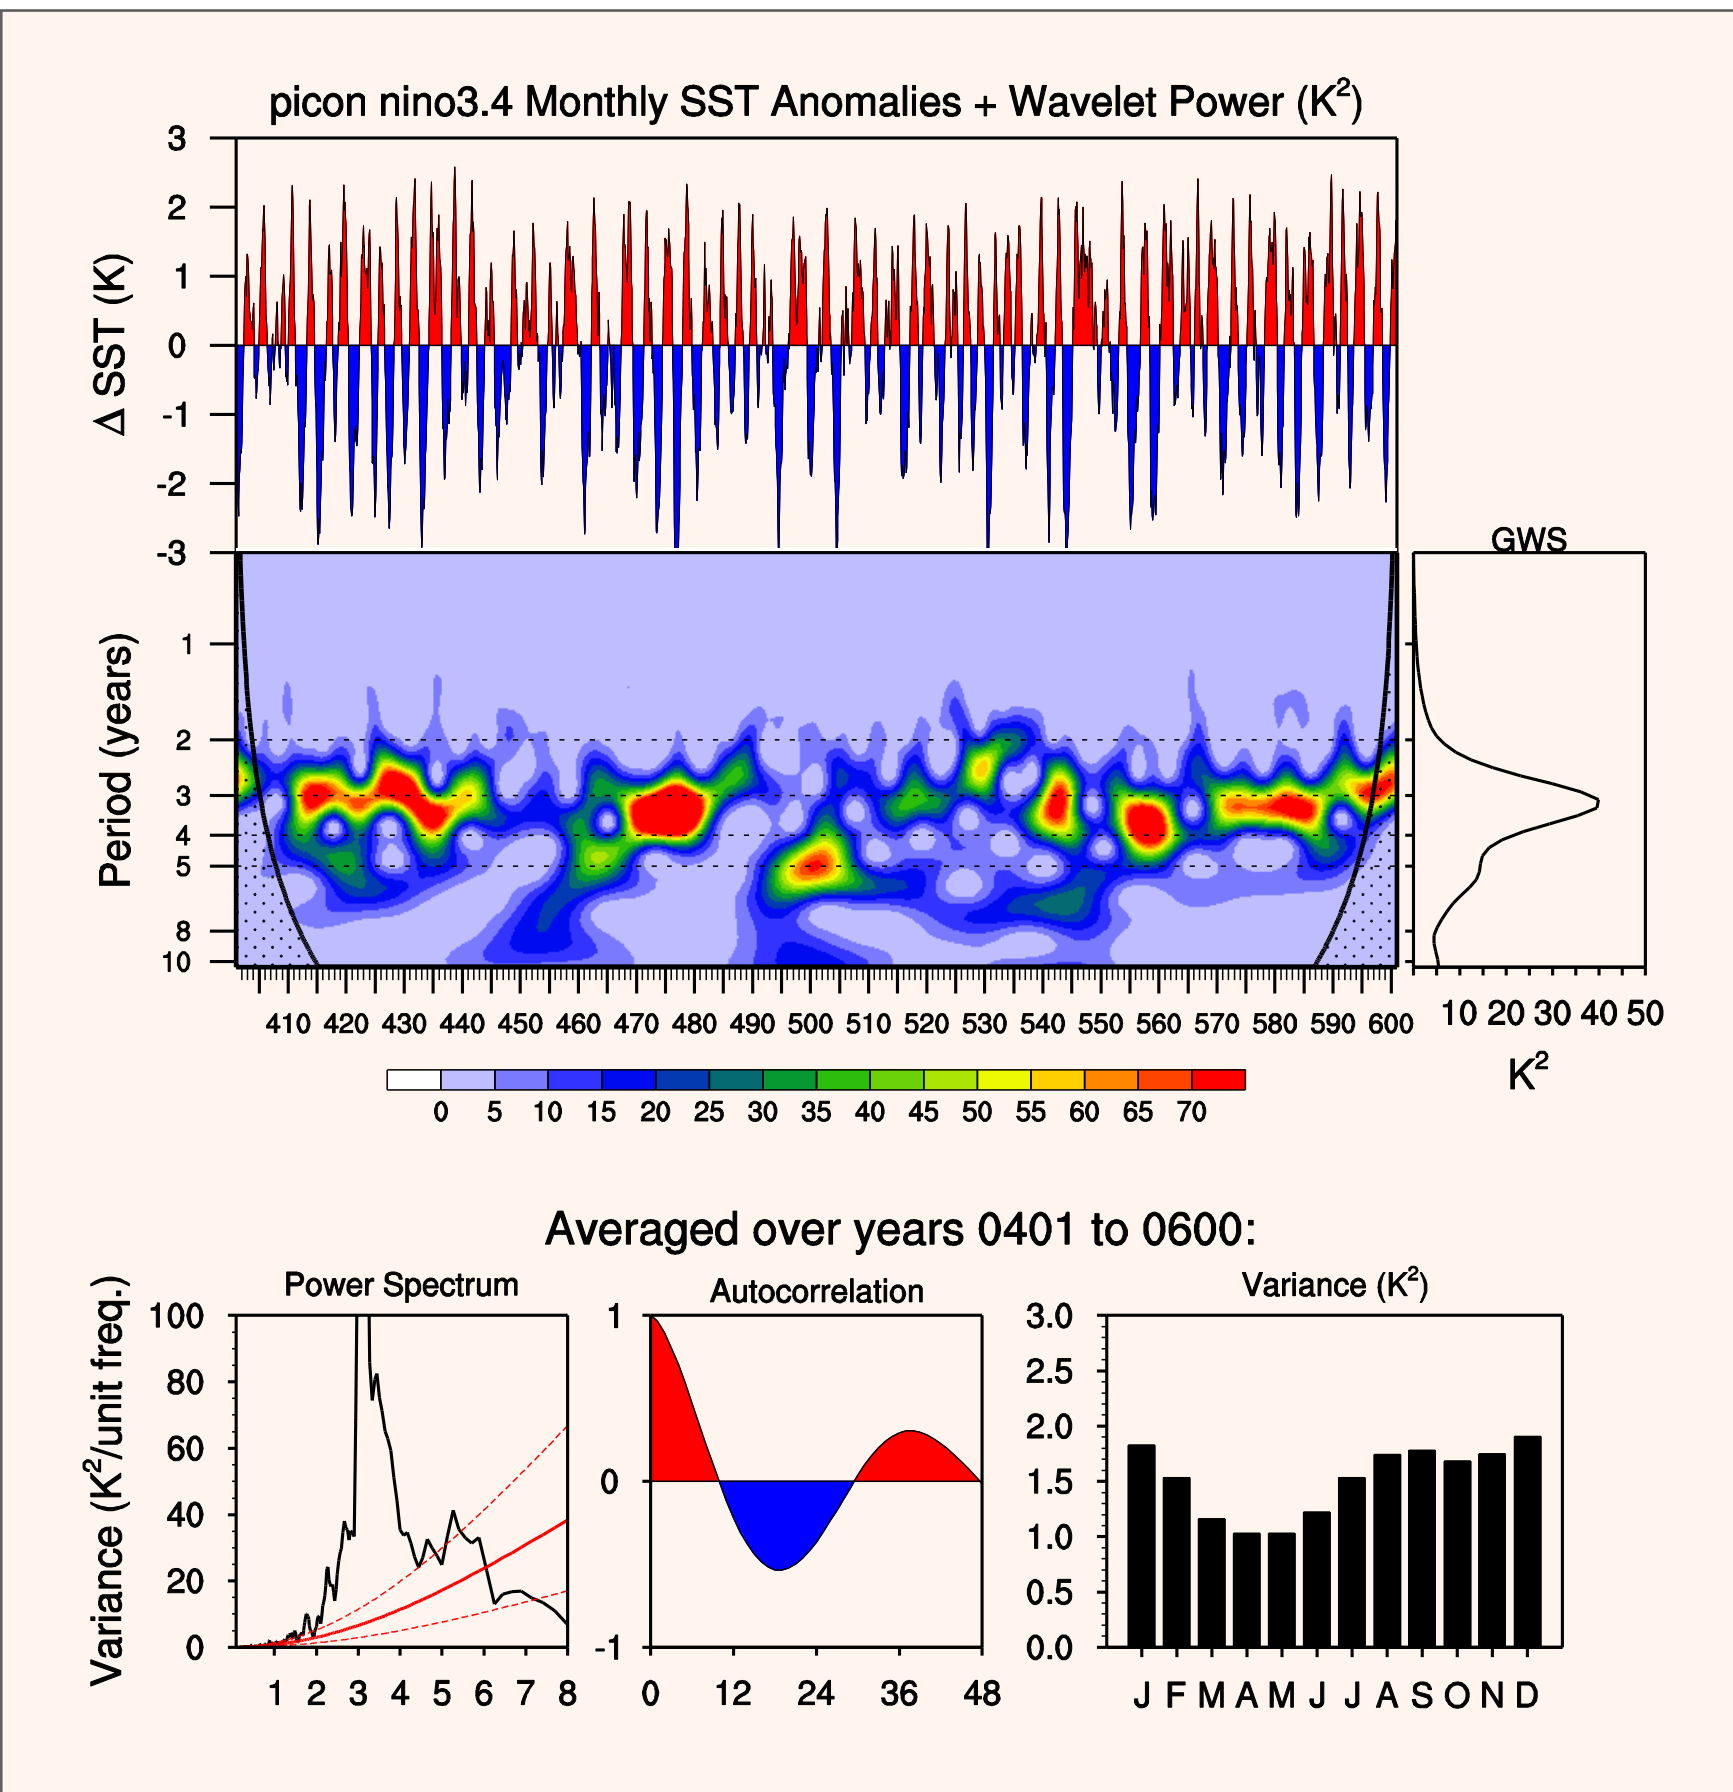 picon nino3.4 Monthly SST Anomalies + Wavelet Power (K²)
Δ SST (K)
3
2
1
0
-1
-2
-3
GWS
Period (years)
1
2
3
4
5
8
10
410 420 430 440 450 460 470 480 490 500 510 520 530 540 550 560 570 580 590 600
10 20 30 40 50
K²
0 5 10 15 20 25 30 35 40 45 50 55 60 65 70
Averaged over years 0401 to 0600:
Power Spectrum
Variance (K²/unit freq.)
100
80
60
40
20
0
1 2 3 4 5 6 7 8
Autocorrelation
1
0
-1
0 12 24 36 48
Variance (K²)
3.0
2.5
2.0
1.5
1.0
0.5
0.0
J F M A M J J A S O N D